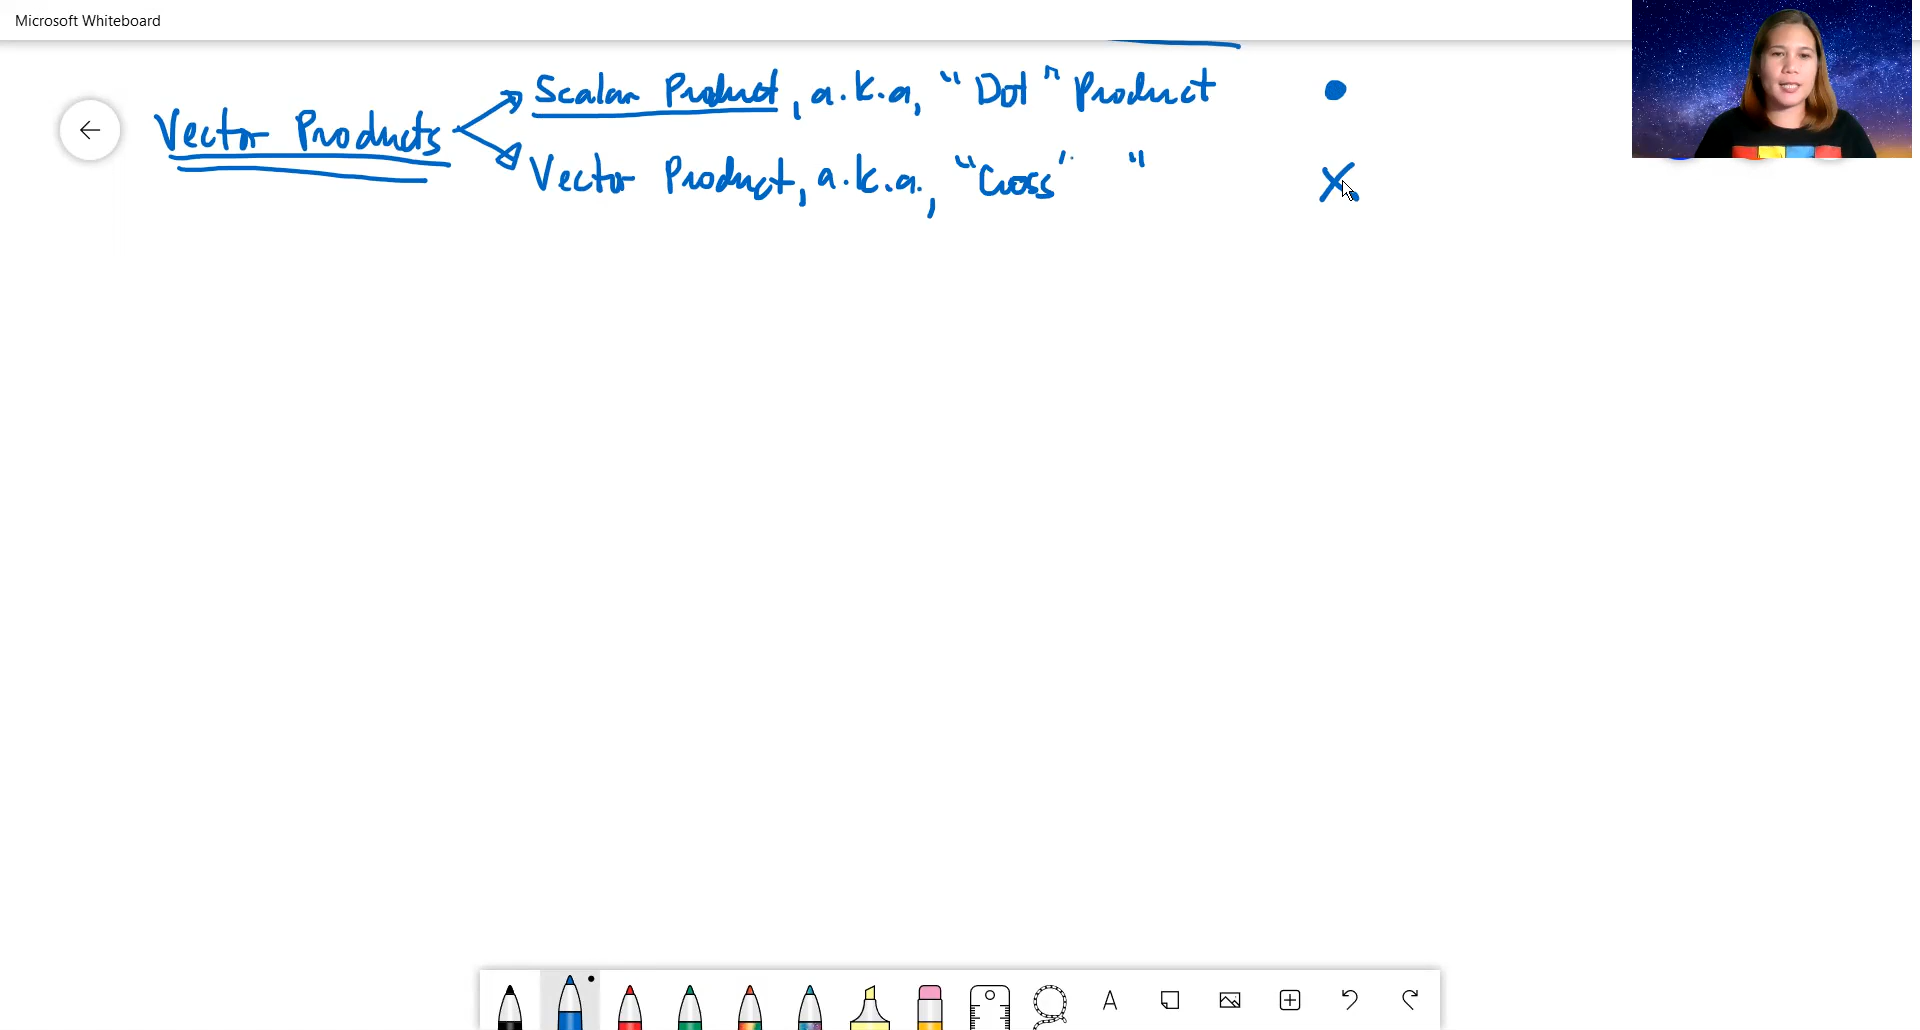 Microsoft Whiteboard
Scalar Product, a.k.a, "Dot" Product •
Vector Products
Vector Product, a.k.a., "Cross" " X
A